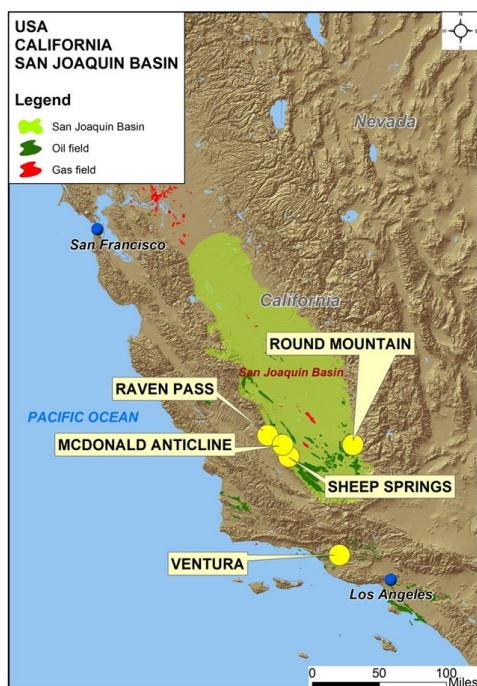 USA
CALIFORNIA
SAN JOAQUIN BASIN
Legend
San Joaquin Basin
Oil field
Gas field
N
W
E
S
Nevada
San Francisco
California
ROUND MOUNTAIN
San Joaquin Basin
RAVEN PASS
PACIFIC OCEAN
MCDONALD ANTICLINE
SHEEP SPRINGS
VENTURA
Los Angeles
0 50 100
Miles